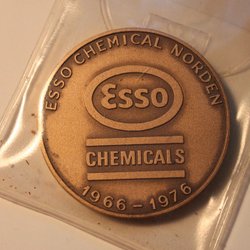 ESSO CHEMICAL NORDEN
Esso
CHEMICALS
1966-1976